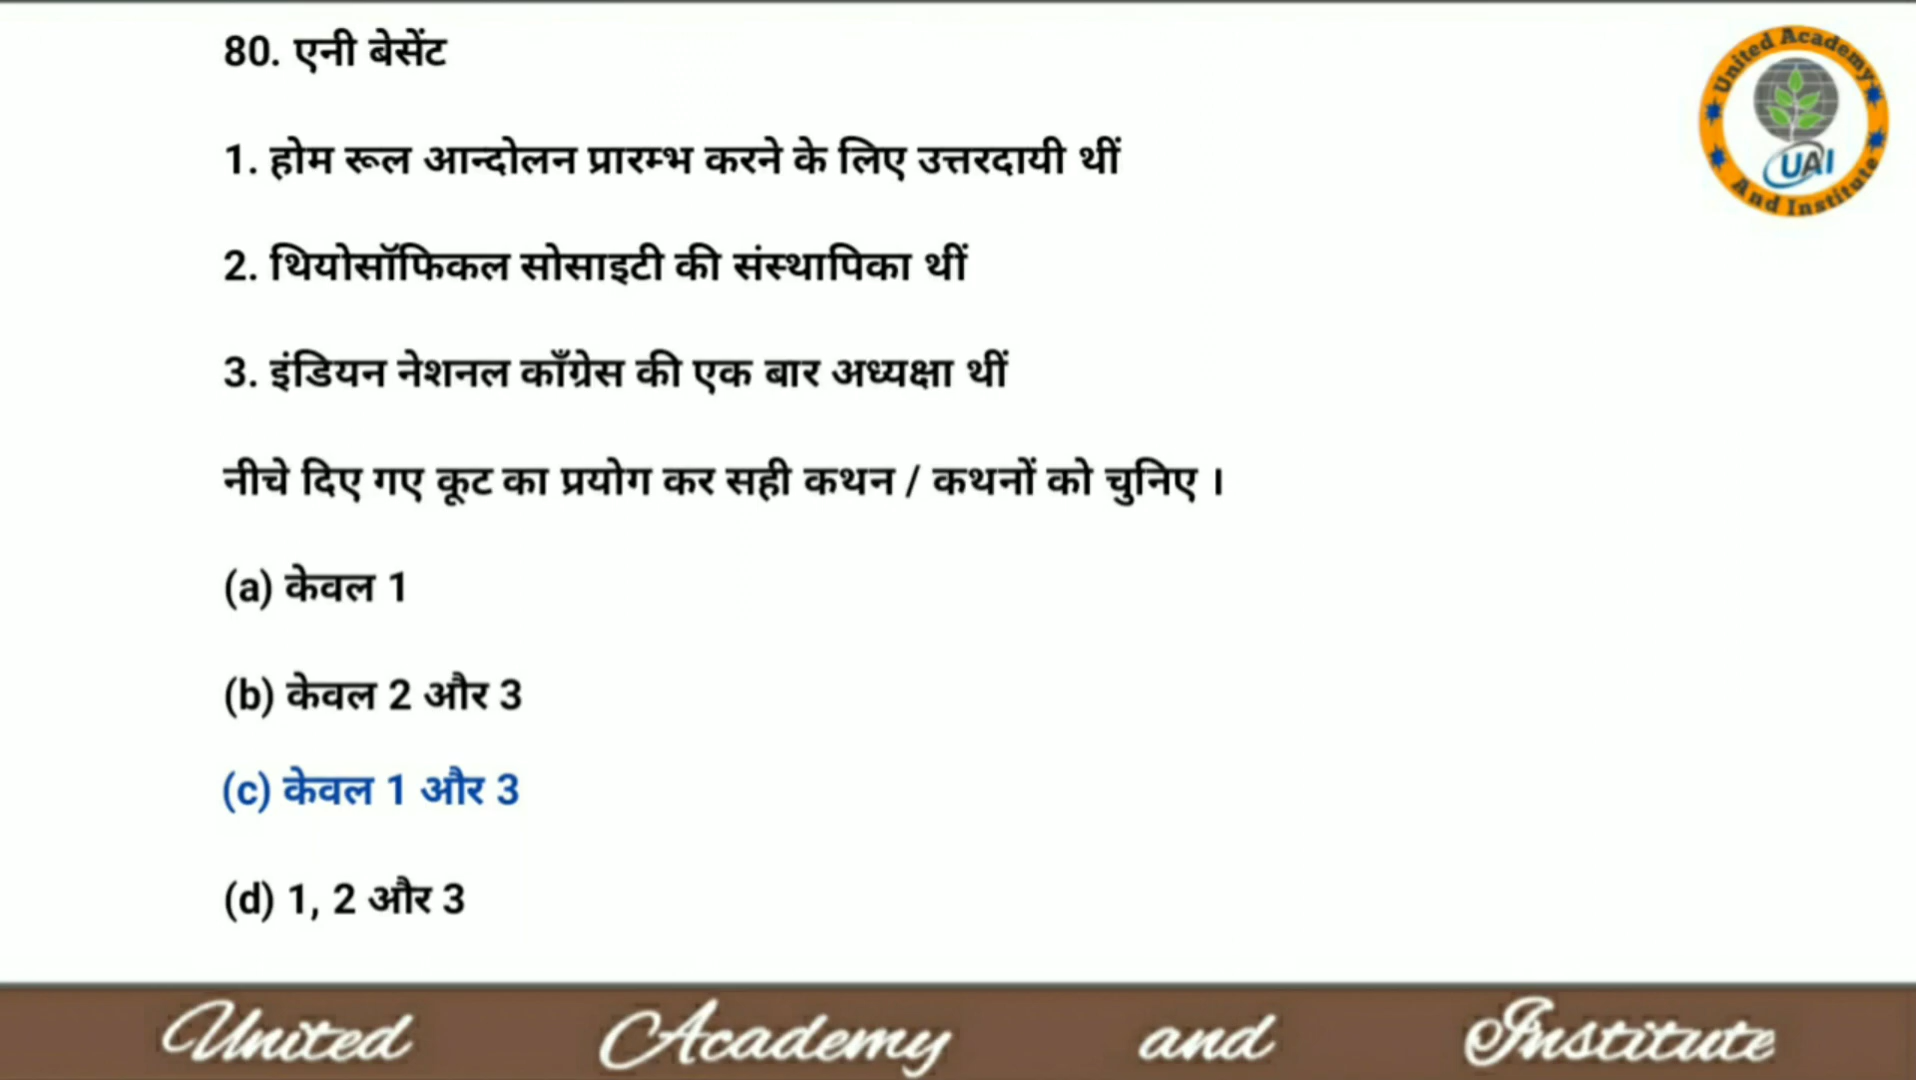 80. एनी बेसेंट
United Academy
1. होम रूल आन्दोलन प्रारम्भ करने के लिए उत्तरदायी थीं
UAI
And Institute
2. थियोसॉफिकल सोसाइटी की संस्थापिका थीं
3. इंडियन नेशनल काँग्रेस की एक बार अध्यक्षा थीं
नीचे दिए गए कूट का प्रयोग कर सही कथन / कथनों को चुनिए ।
(a) केवल 1
(b) केवल 2 और 3
(c) केवल 1 और 3
(d) 1, 2 और 3
United Academy and Institute